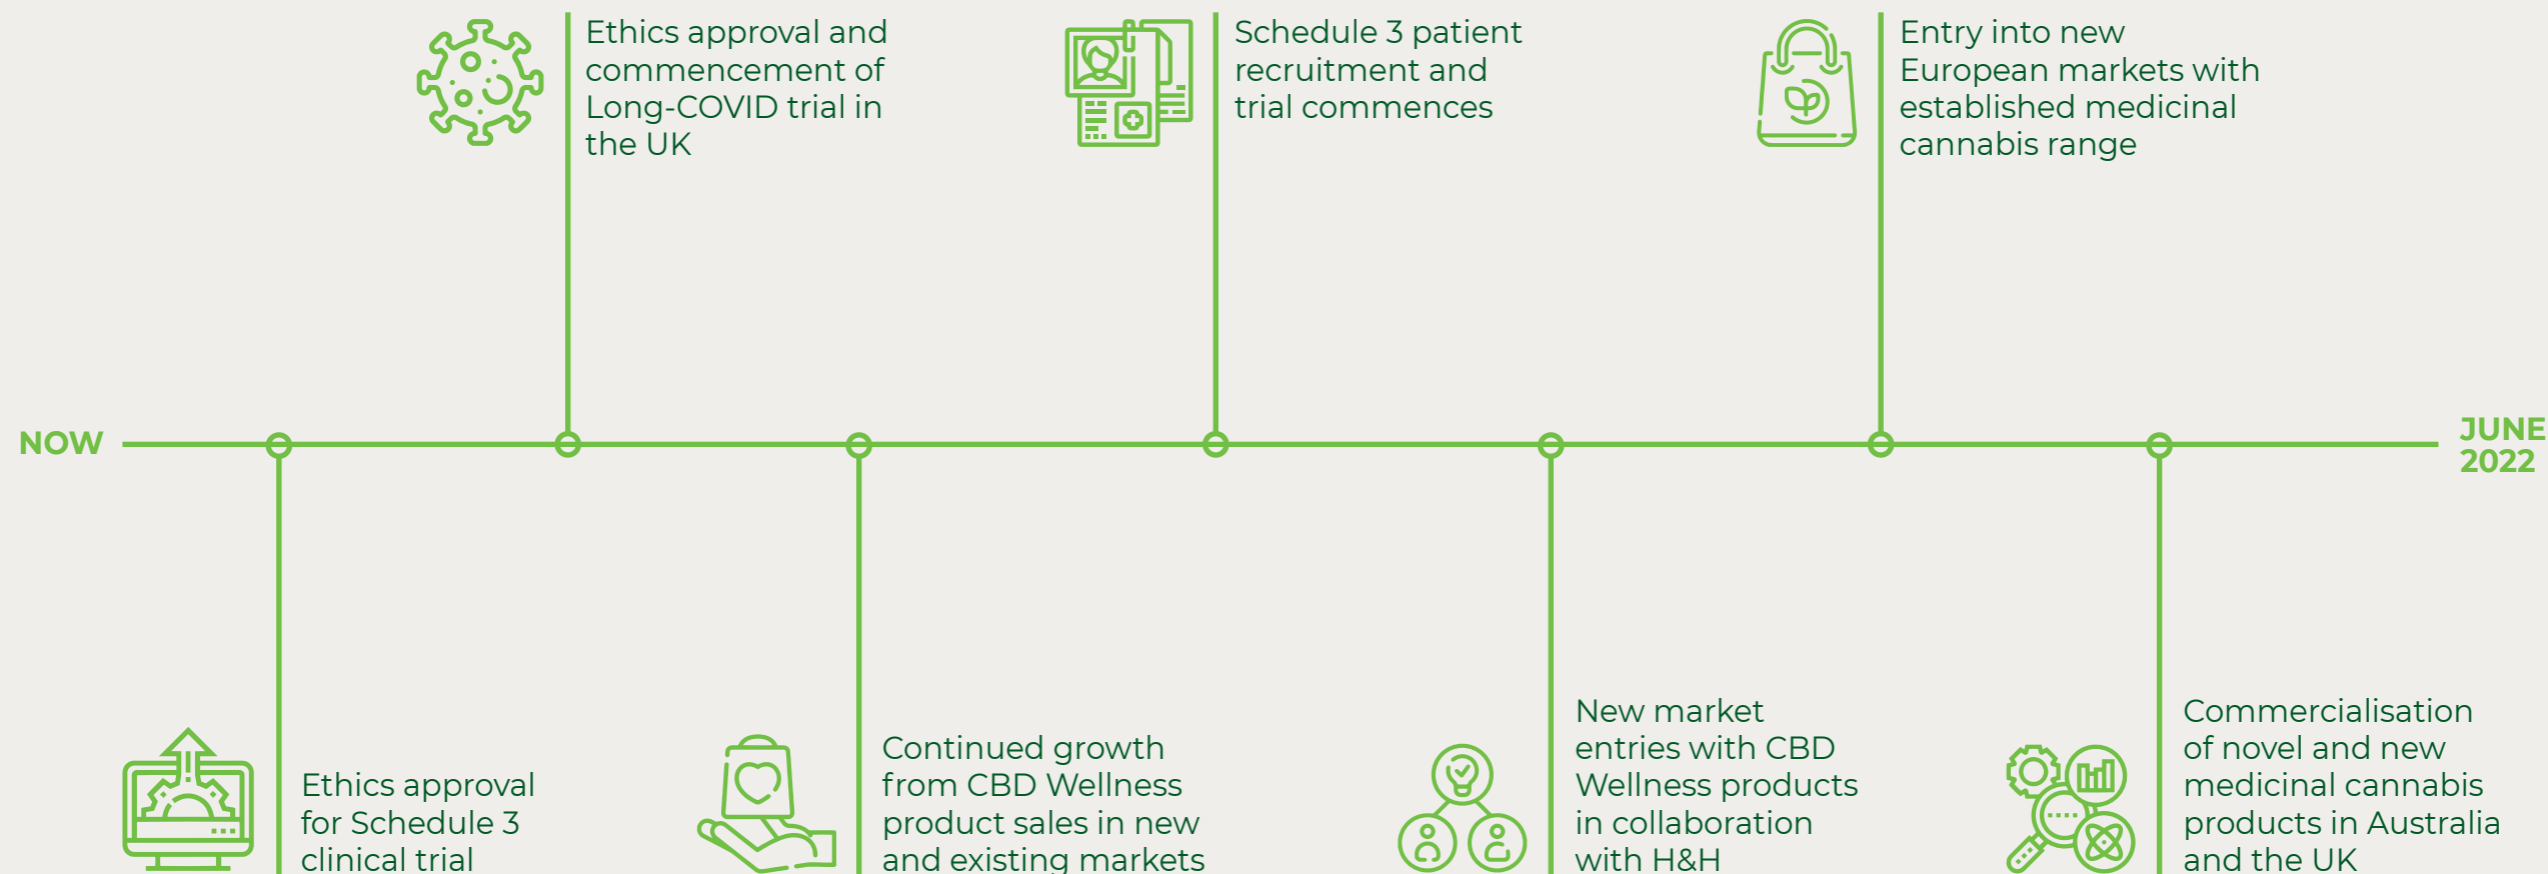 Ethics approval and
commencement of
Long-COVID trial in
the UK
Schedule 3 patient
recruitment and
trial commences
Entry into new
European markets with
established medicinal
cannabis range
NOW
JUNE
2022
Ethics approval
for Schedule 3
clinical trial
Continued growth
from CBD Wellness
product sales in new
and existing markets
New market
entries with CBD
Wellness products
in collaboration
with H&H
Commercialisation
of novel and new
medicinal cannabis
products in Australia
and the UK